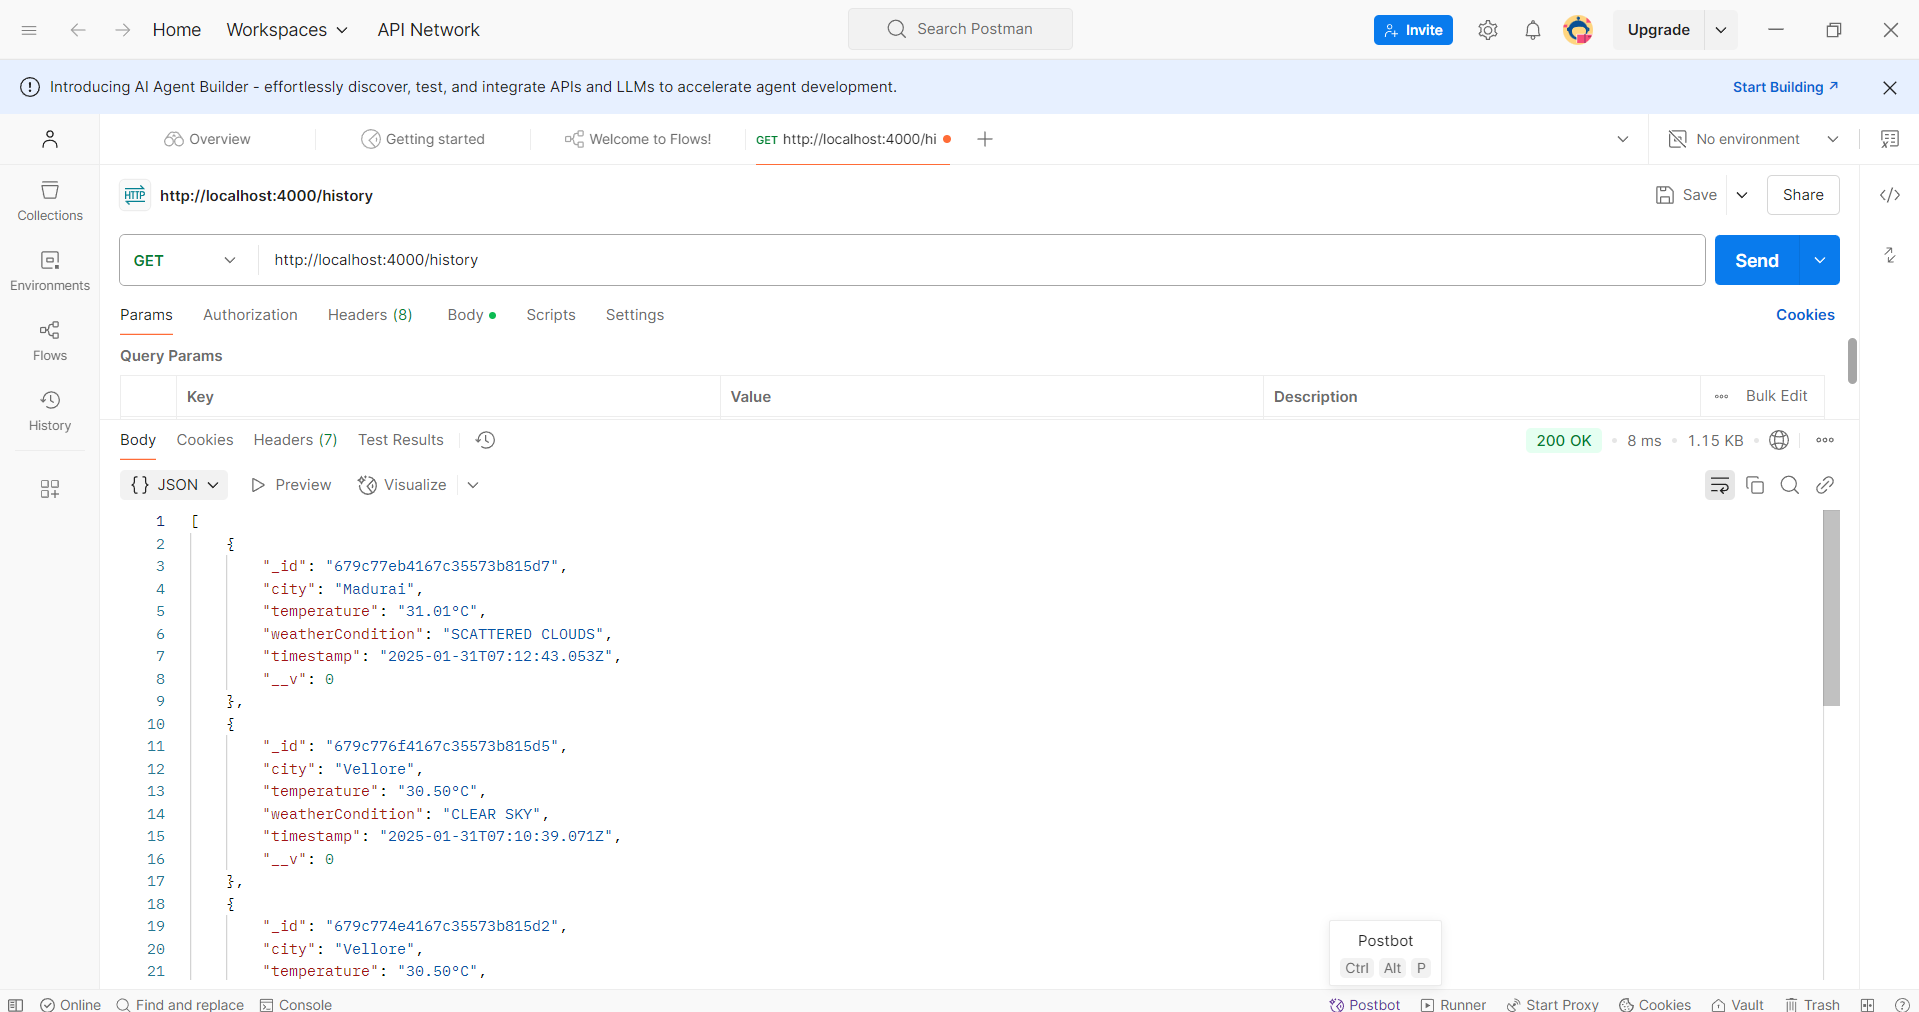 Home Workspaces API Network Search Postman Invite Upgrade
Introducing AI Agent Builder - effortlessly discover, test, and integrate APIs and LLMs to accelerate agent development. Start Building
Overview Getting started Welcome to Flows! GET http://localhost:4000/hi No environment
HTTP http://localhost:4000/history Save Share
Collections
GET http://localhost:4000/history Send
Environments
Params Authorization Headers (8) Body Scripts Settings Cookies
Flows
Query Params
Key Value Description Bulk Edit
History
Body Cookies Headers (7) Test Results 200 OK 8 ms 1.15 KB
{} JSON Preview Visualize
1 [
2 {
3 "_id": "679c77eb4167c35573b815d7",
4 "city": "Madurai",
5 "temperature": "31.01°C",
6 "weatherCondition": "SCATTERED CLOUDS",
7 "timestamp": "2025-01-31T07:12:43.053Z",
8 "__v": 0
9 },
10 {
11 "_id": "679c776f4167c35573b815d5",
12 "city": "Vellore",
13 "temperature": "30.50°C",
14 "weatherCondition": "CLEAR SKY",
15 "timestamp": "2025-01-31T07:10:39.071Z",
16 "__v": 0
17 },
18 {
19 "_id": "679c774e4167c35573b815d2",
20 "city": "Vellore",
21 "temperature": "30.50°C",
Postbot
Ctrl Alt P
Online Find and replace Console Postbot Runner Start Proxy Cookies Vault Trash